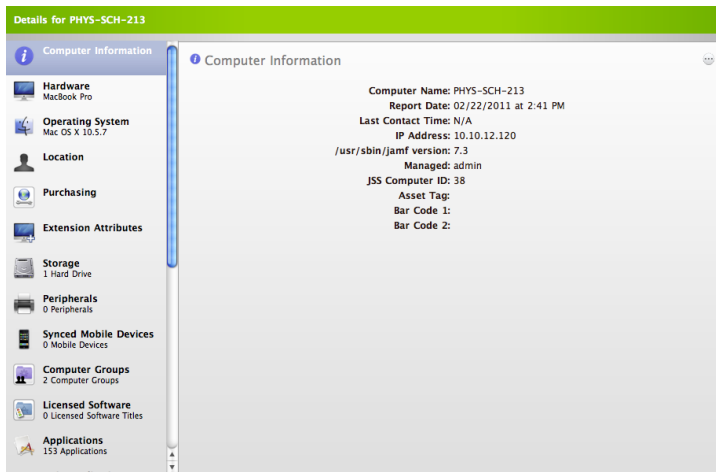 Details for PHYS-SCH-213
Computer Information
Hardware
MacBook Pro
Operating System
Mac OS X 10.5.7
Location
Purchasing
Extension Attributes
Storage
1 Hard Drive
Peripherals
0 Peripherals
Synced Mobile Devices
0 Mobile Devices
Computer Groups
2 Computer Groups
Licensed Software
0 Licensed Software Titles
Applications
153 Applications
Computer Information
Computer Name: PHYS-SCH-213
Report Date: 02/22/2011 at 2:41 PM
Last Contact Time: N/A
IP Address: 10.10.12.120
/usr/sbin/jamf version: 7.3
Managed: admin
JSS Computer ID: 38
Asset Tag:
Bar Code 1:
Bar Code 2: